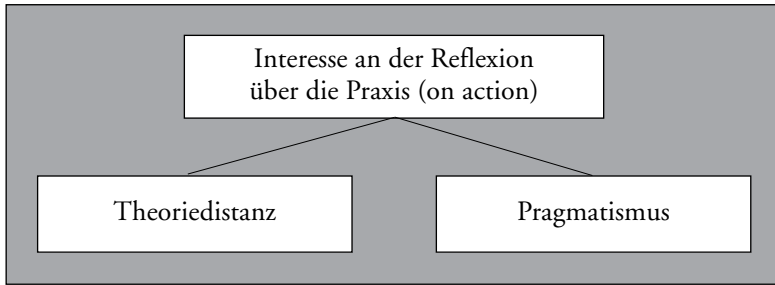 Interesse an der Reflexion
über die Praxis (on action)
Theoriedistanz
Pragmatismus